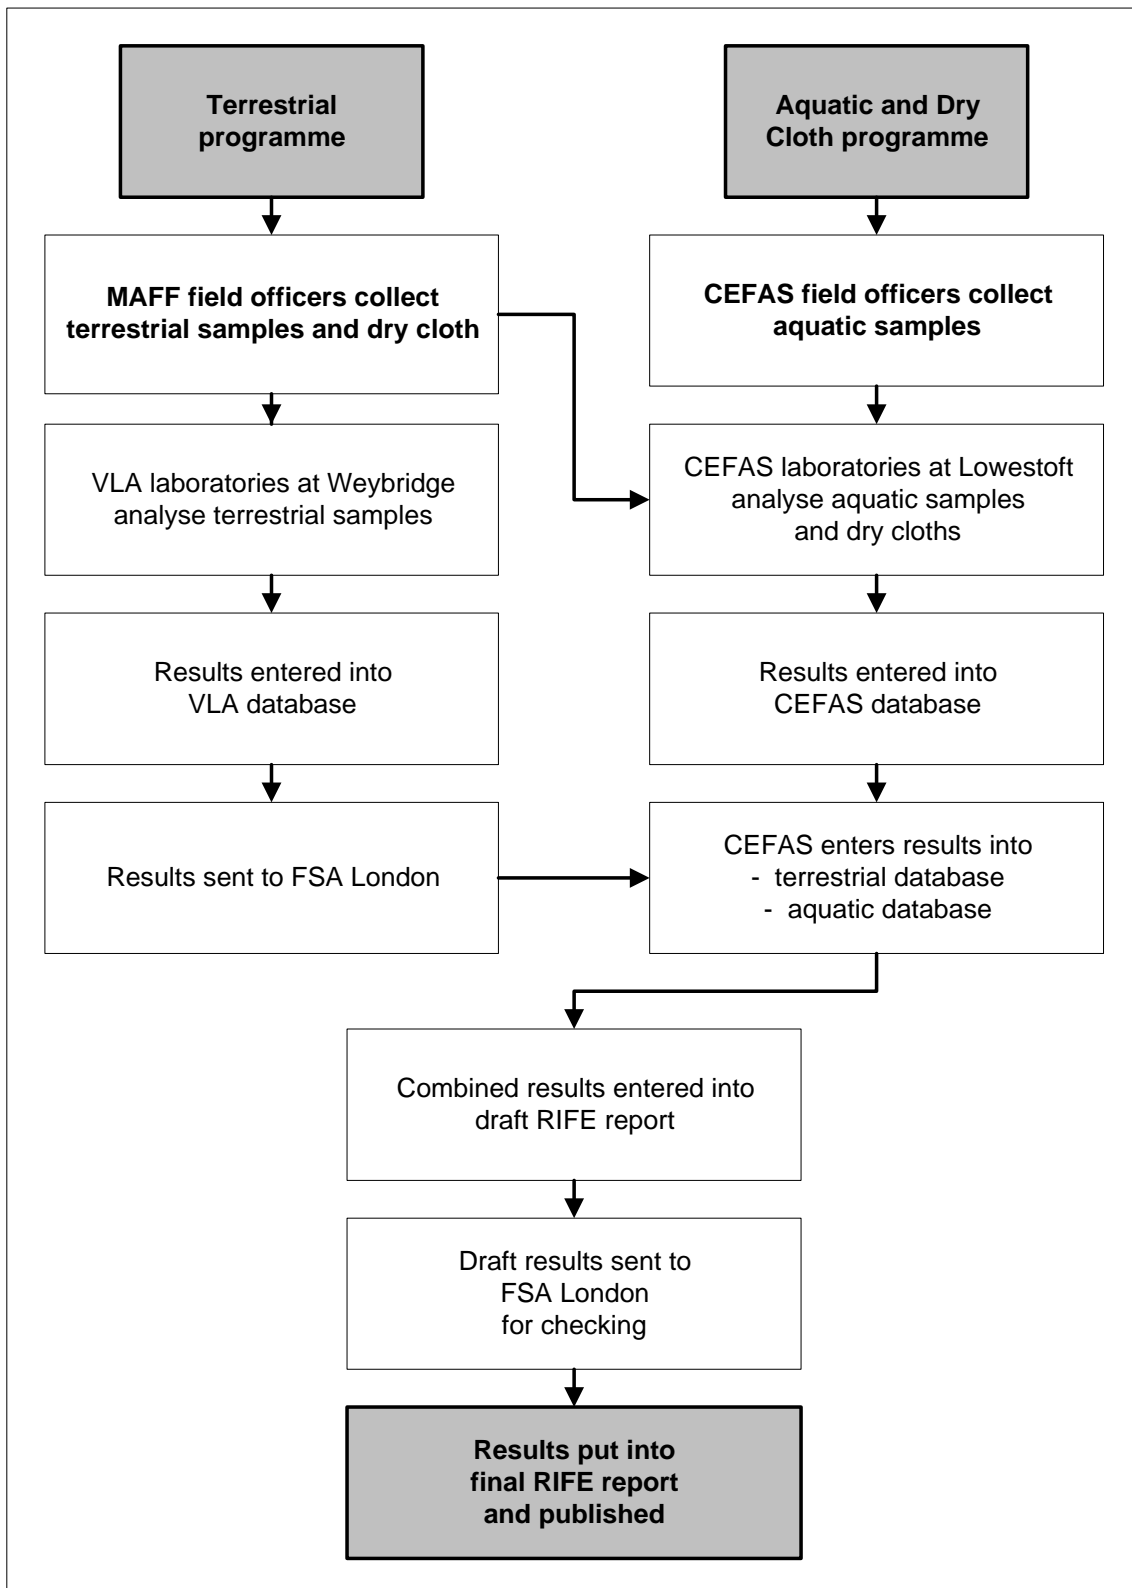 Terrestrial
programme
Aquatic and Dry
Cloth programme
MAFF field officers collect
terrestrial samples and dry cloth
CEFAS field officers collect
aquatic samples
VLA laboratories at Weybridge
analyse terrestrial samples
CEFAS laboratories at Lowestoft
analyse aquatic samples
and dry cloths
Results entered into
VLA database
Results entered into
CEFAS database
Results sent to FSA London
CEFAS enters results into
- terrestrial database
- aquatic database
Combined results entered into
draft RIFE report
Draft results sent to
FSA London
for checking
Results put into
final RIFE report
and published